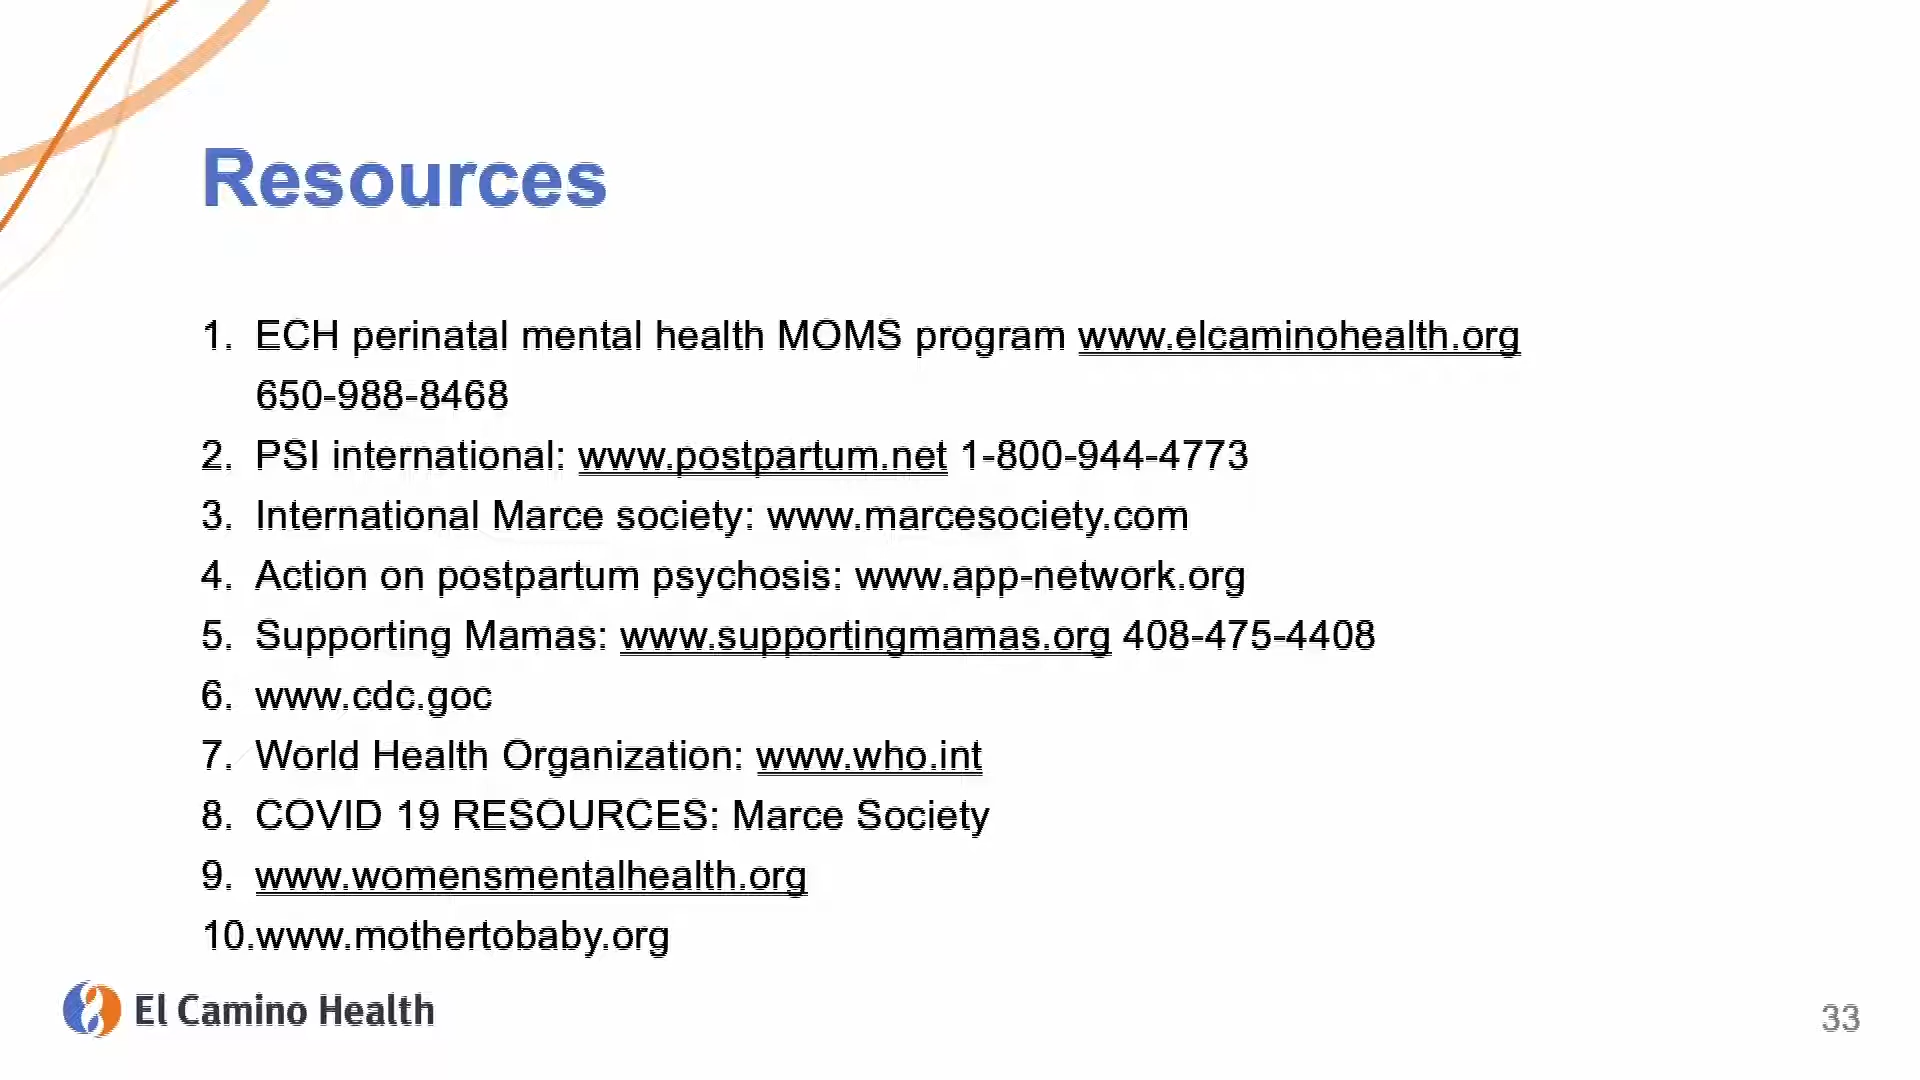 Resources
1. ECH perinatal mental health MOMS program www.elcaminohealth.org
650-988-8468
2. PSI international: www.postpartum.net 1-800-944-4773
3. International Marce society: www.marcesociety.com
4. Action on postpartum psychosis: www.app-network.org
5. Supporting Mamas: www.supportingmamas.org 408-475-4408
6. www.cdc.goc
7. World Health Organization: www.who.int
8. COVID 19 RESOURCES: Marce Society
9. www.womensmentalhealth.org
10.www.mothertobaby.org
El Camino Health
33